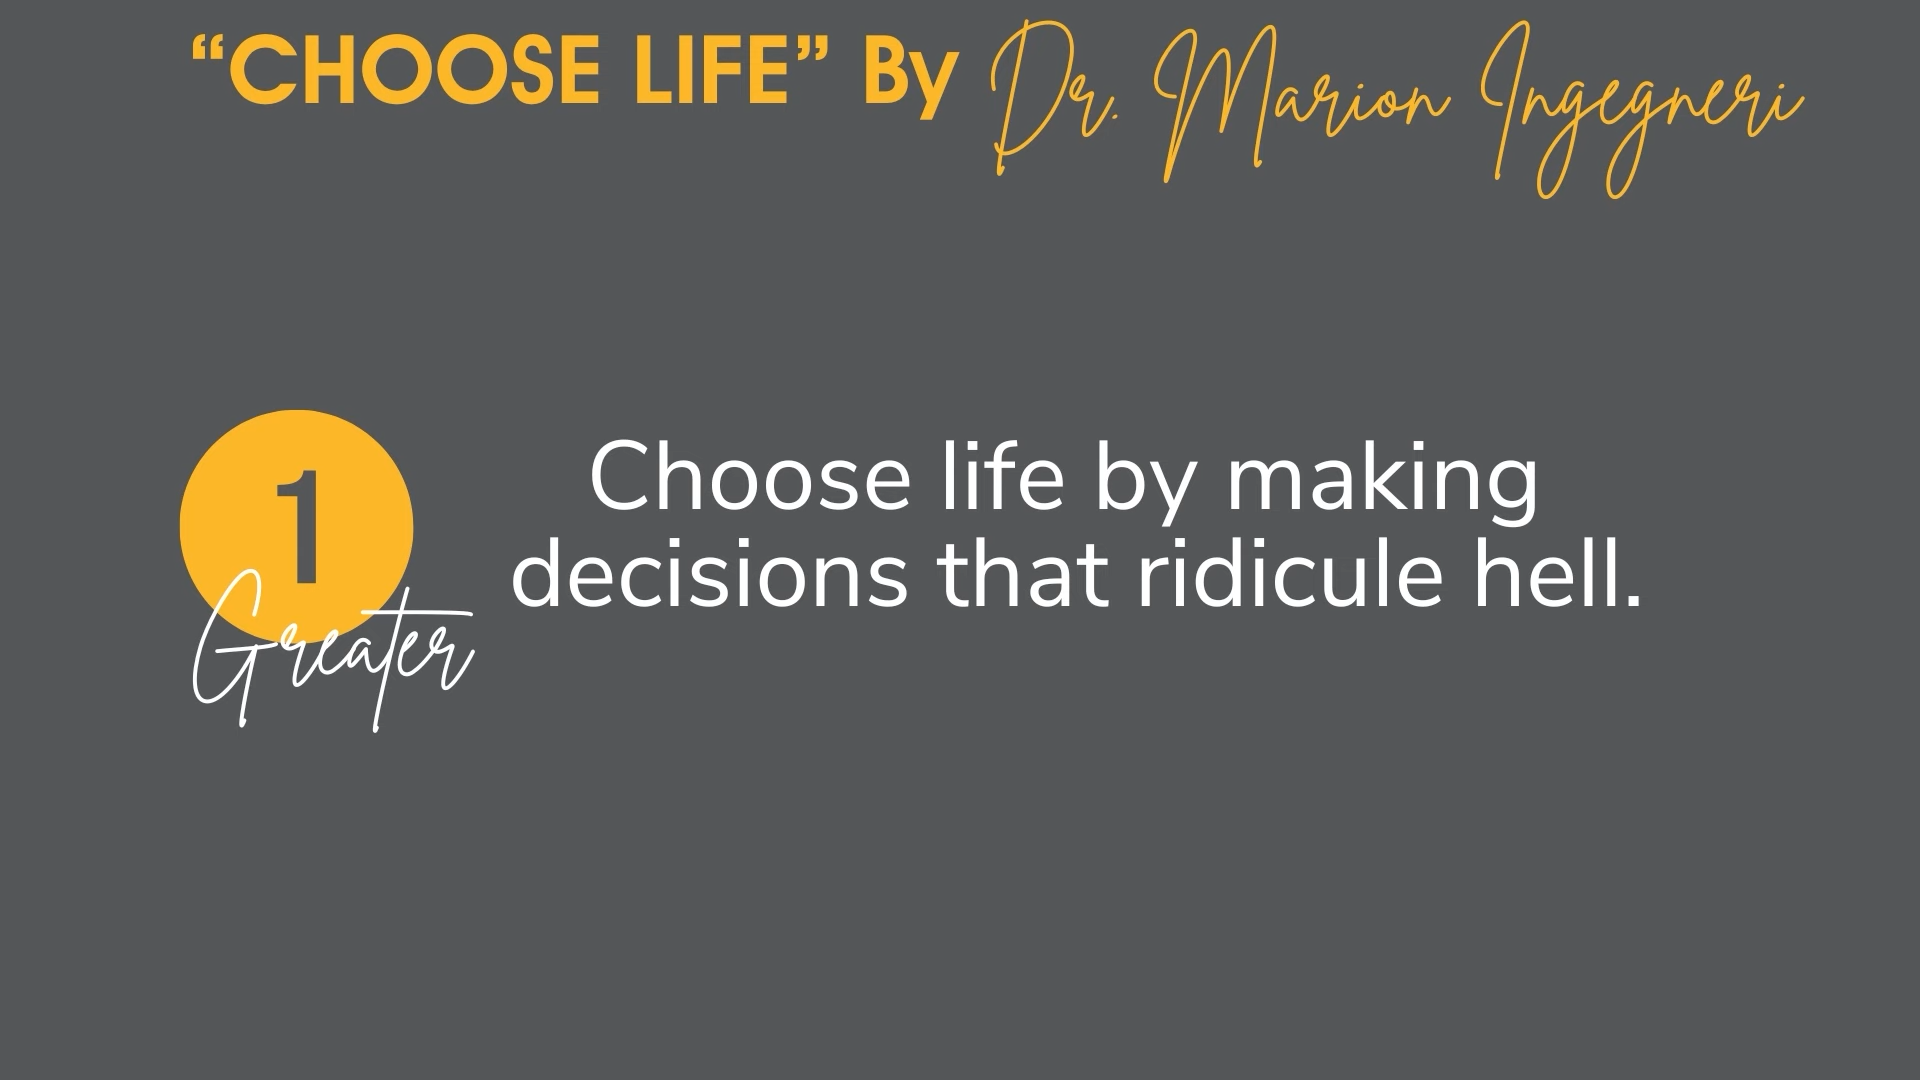 “CHOOSE LIFE” By Dr. Marion Ingegneri
1
Greater
Choose life by making
decisions that ridicule hell.